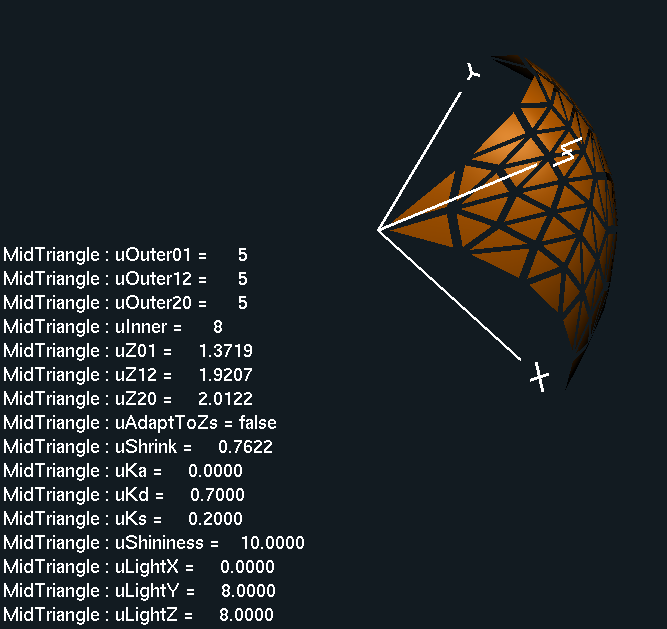 Y
Z
MidTriangle : uOuter01 = 5
MidTriangle : uOuter12 = 5
MidTriangle : uOuter20 = 5
MidTriangle : uInner = 8
MidTriangle : uZ01 = 1.3719
MidTriangle : uZ12 = 1.9207
MidTriangle : uZ20 = 2.0122
X
MidTriangle : uAdaptToZs = false
MidTriangle : uShrink = 0.7622
MidTriangle : uKa = 0.0000
MidTriangle : uKd = 0.7000
MidTriangle : uKs = 0.2000
MidTriangle : uShininess = 10.0000
MidTriangle : uLightX = 0.0000
MidTriangle : uLightY = 8.0000
MidTriangle : uLightZ = 8.0000